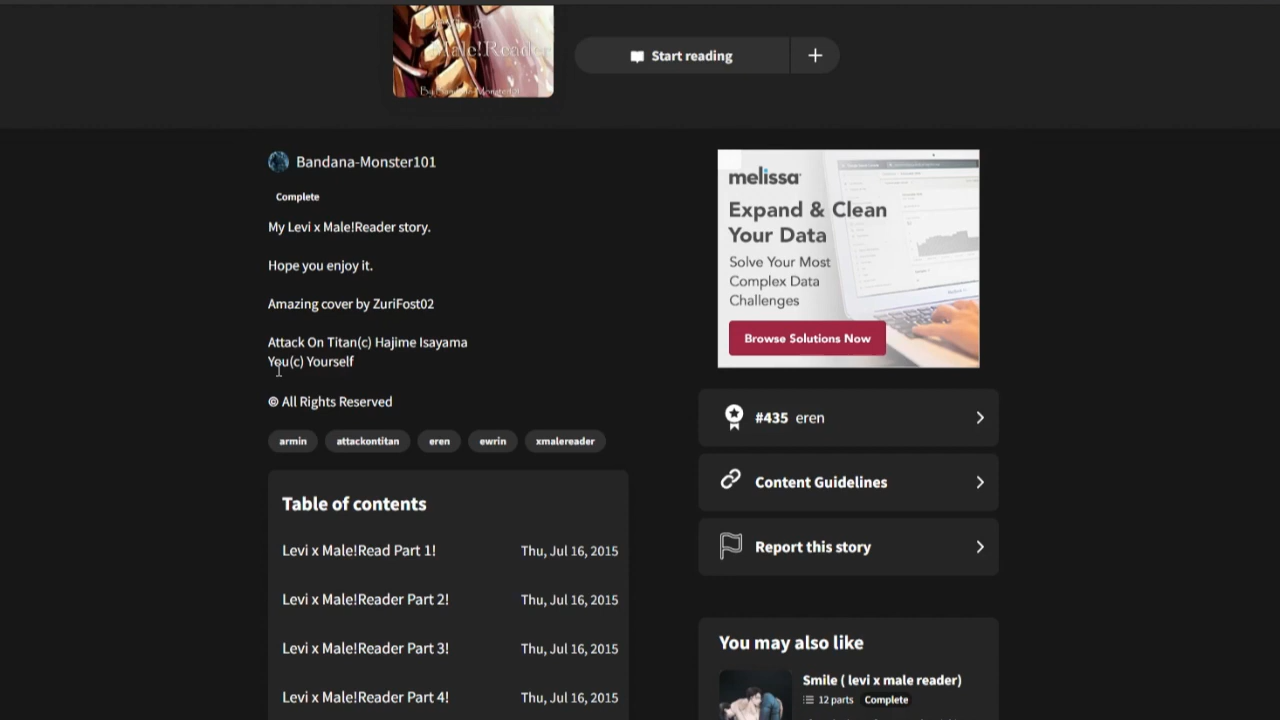 Male!Reader
Start reading
Bandana-Monster101
Complete
My Levi x Male!Reader story.
Hope you enjoy it.
Amazing cover by ZuriFost02
Attack On Titan(c) Hajime Isayama
You(c) Yourself
© All Rights Reserved
armin attackontitan eren ewrin xmalereader
Table of contents
Levi x Male!Read Part 1! Thu, Jul 16, 2015
Levi x Male!Reader Part 2! Thu, Jul 16, 2015
Levi x Male!Reader Part 3! Thu, Jul 16, 2015
Levi x Male!Reader Part 4! Thu, Jul 16, 2015
melissa
Expand & Clean
Your Data
Solve Your Most
Complex Data
Challenges
Browse Solutions Now
#435 eren
Content Guidelines
Report this story
You may also like
Smile ( levi x male reader)
12 parts Complete